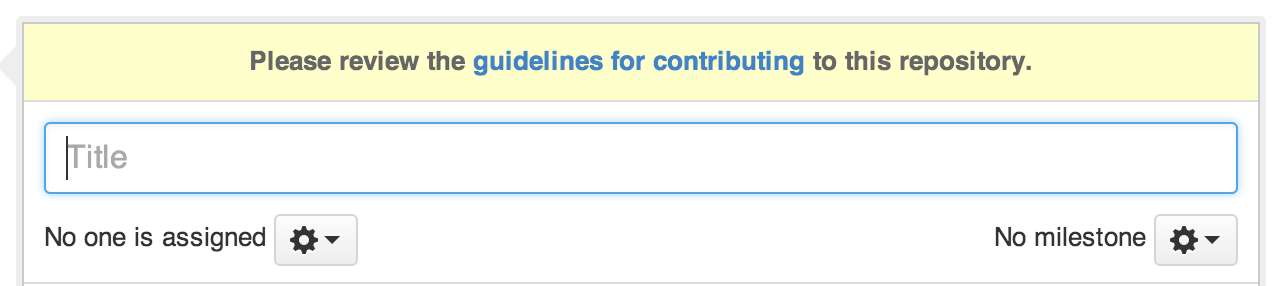 Please review the guidelines for contributing to this repository.
Title
No one is assigned
No milestone